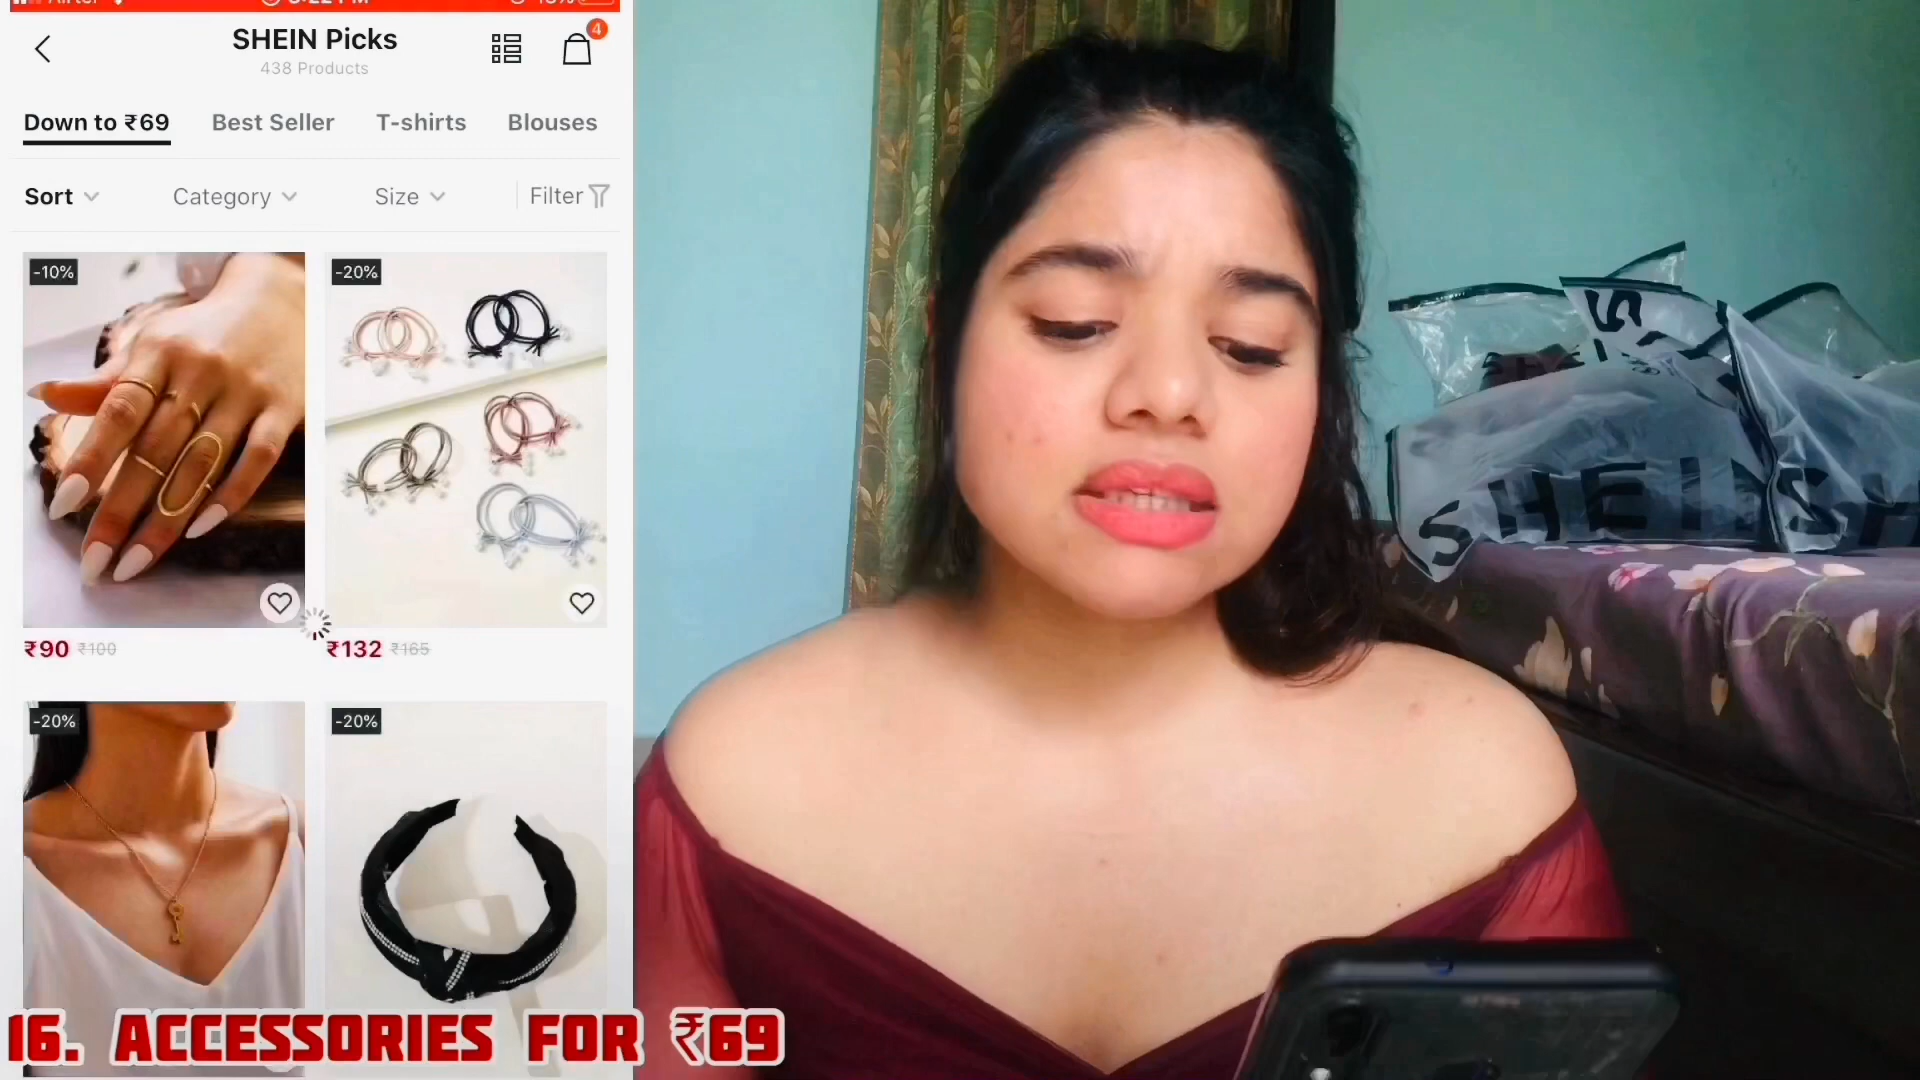 SHEIN Picks
4
438 Products
Down to ₹69 Best Seller T-shirts Blouses
Sort Category Size Filter
-10% -20%
₹90 ₹100 ₹132 ₹165
-20% -20%
SHEIN
16. ACCESSORIES FOR ₹69